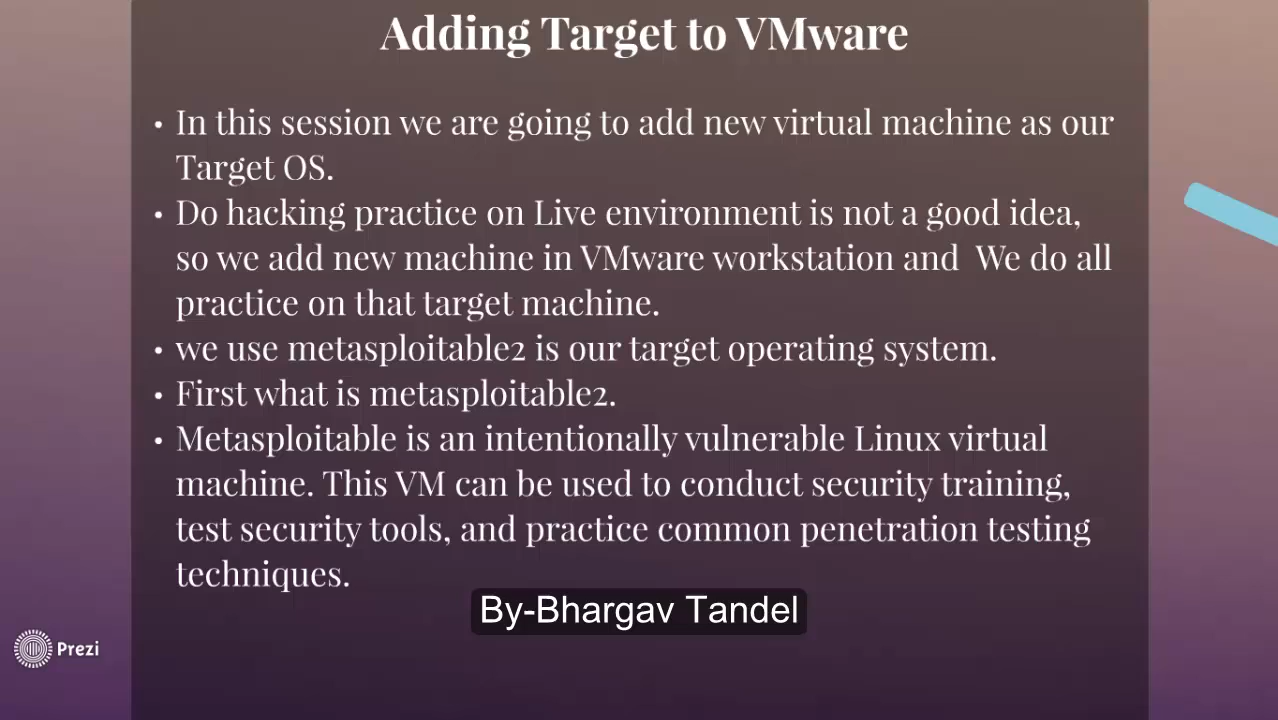 Adding Target to VMware
• In this session we are going to add new virtual machine as our
Target OS.
• Do hacking practice on Live environment is not a good idea,
so we add new machine in VMware workstation and  We do all
practice on that target machine.
• we use metasploitable2 is our target operating system.
• First what is metasploitable2.
• Metasploitable is an intentionally vulnerable Linux virtual
machine. This VM can be used to conduct security training,
test security tools, and practice common penetration testing
techniques.
By-Bhargav Tandel
Prezi